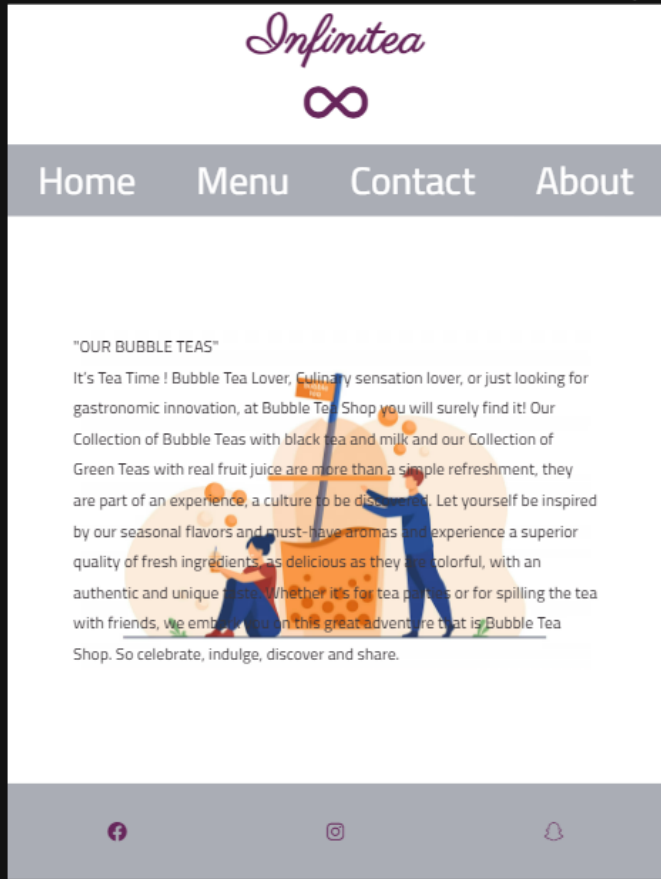 Infinitea
Home Menu Contact About
"OUR BUBBLE TEAS"
It's Tea Time ! Bubble Tea Lover, Culinary sensation lover, or just looking for
gastronomic innovation, at Bubble Tea Shop you will surely find it! Our
Collection of Bubble Teas with black tea and milk and our Collection of
Green Teas with real fruit juice are more than a simple refreshment, they
are part of an experience, a culture to be discovered. Let yourself be inspired
by our seasonal flavors and must-have aromas and experience a superior
quality of fresh ingredients, as delicious as they are colorful, with an
authentic and unique taste. Whether it's for tea parties or for spilling the tea
with friends, we embark you on this great adventure that is Bubble Tea
Shop. So celebrate, indulge, discover and share.
BUBBLE
TEA